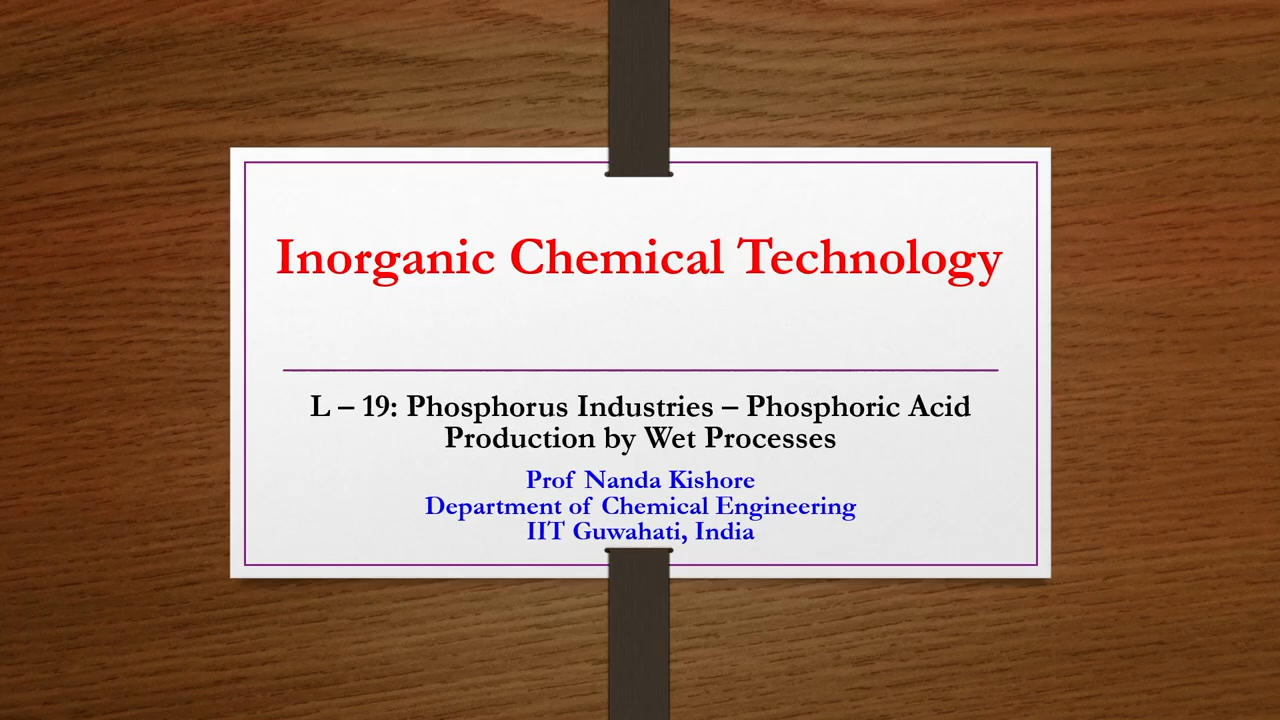 Inorganic Chemical Technology
L – 19: Phosphorus Industries – Phosphoric Acid
Production by Wet Processes
Prof Nanda Kishore
Department of Chemical Engineering
IIT Guwahati, India